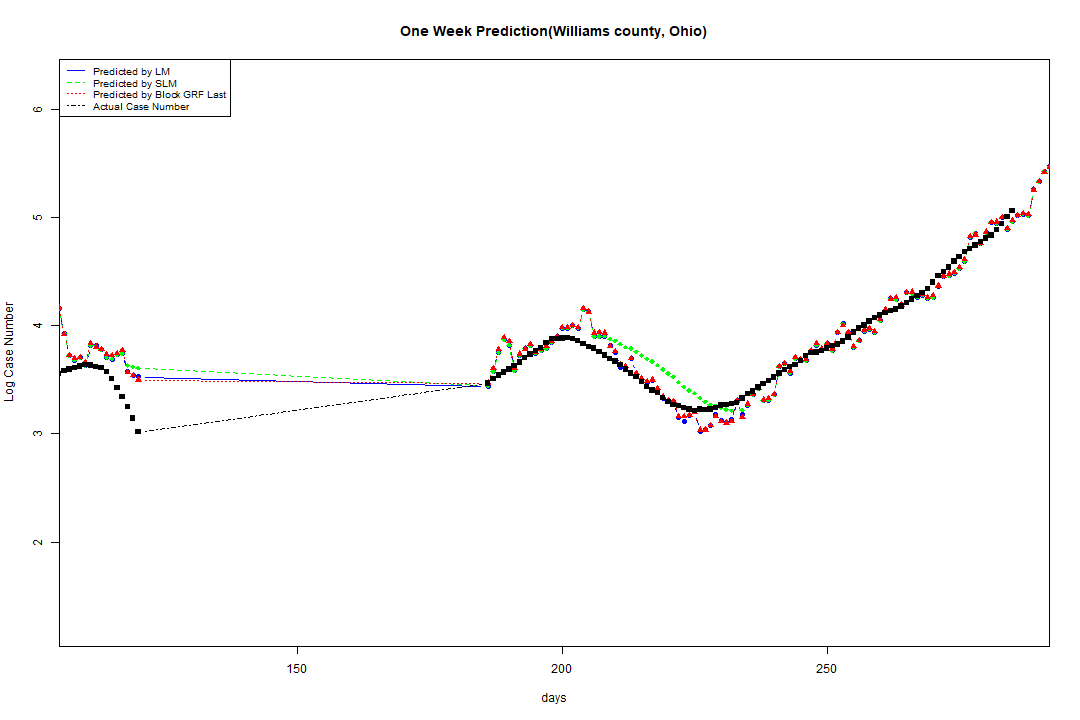 One Week Prediction(Williams county, Ohio)
Predicted by LM
Predicted by SLM
Predicted by Block GRF Last
Actual Case Number
6
5
4
3
2
Log Case Number
150 200 250
days